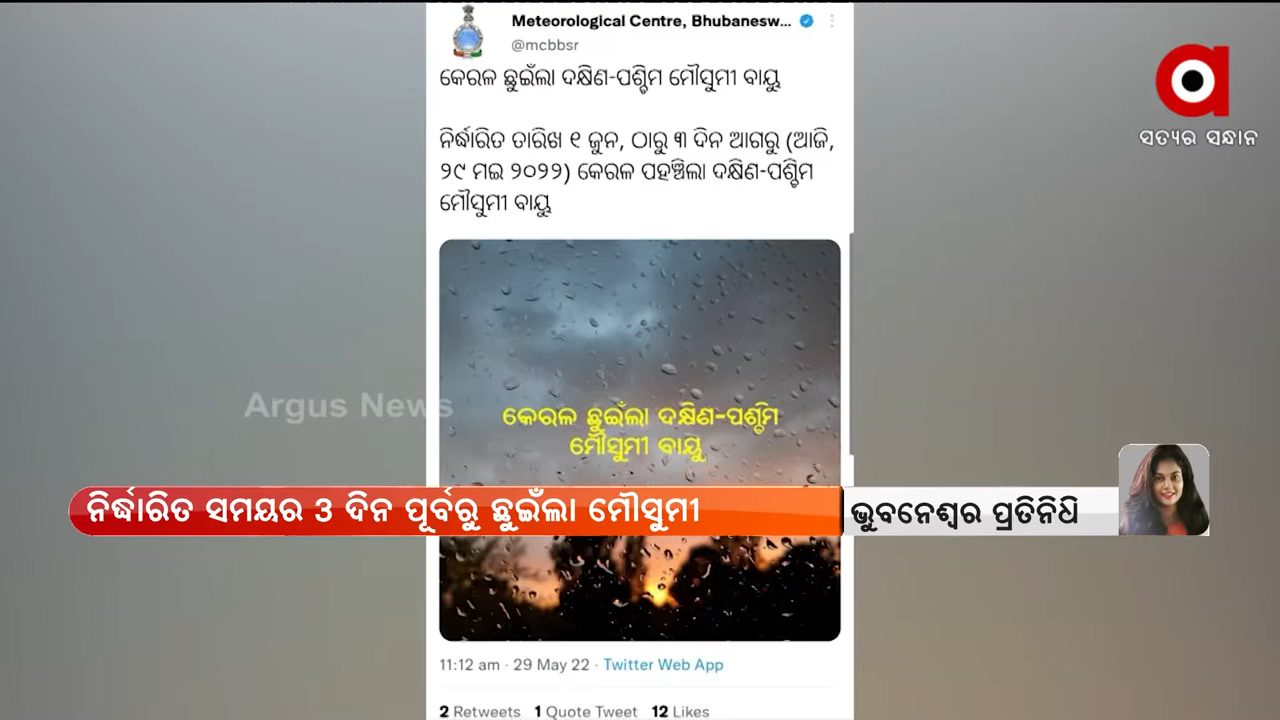 Meteorological Centre, Bhubanesw...
@mcbbsr
କେରଳ ଛୁଇଁଲା ଦକ୍ଷିଣ-ପଶ୍ଚିମ ମୌସୁମୀ ବାୟୁ
ନିର୍ଦ୍ଧାରିତ ତାରିଖ ୧ ଜୁନ, ଠାରୁ ୩ ଦିନ ଆଗରୁ (ଆଜି,
୨୯ ମଇ ୨୦୨୨) କେରଳ ପହଞ୍ଚିଲା ଦକ୍ଷିଣ-ପଶ୍ଚିମ
ମୌସୁମୀ ବାୟୁ
ସତ୍ୟର ସନ୍ଧାନ
Argus News
କେରଳ ଛୁଇଁଲା ଦକ୍ଷିଣ-ପଶ୍ଚିମ
ମୌସୁମୀ ବାୟୁ
ନିର୍ଦ୍ଧାରିତ ସମୟର 3 ଦିନ ପୂର୍ବରୁ ଛୁଇଁଲା ମୌସୁମୀ
ଭୁବନେଶ୍ୱର ପ୍ରତିନିଧି
11:12 am · 29 May 22 · Twitter Web App
2 Retweets 1 Quote Tweet 12 Likes